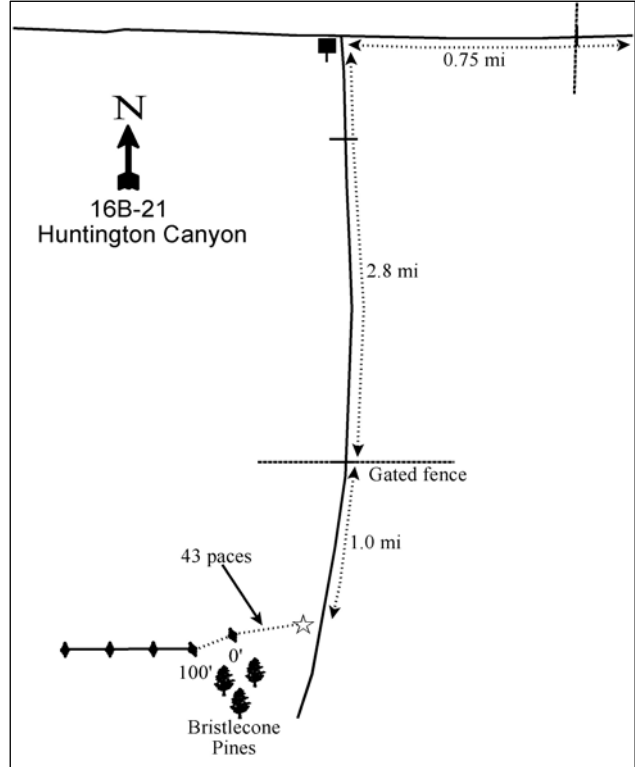 0.75 mi
N
16B-21
Huntington Canyon
2.8 mi
Gated fence
1.0 mi
43 paces
0'
100'
Bristlecone
Pines